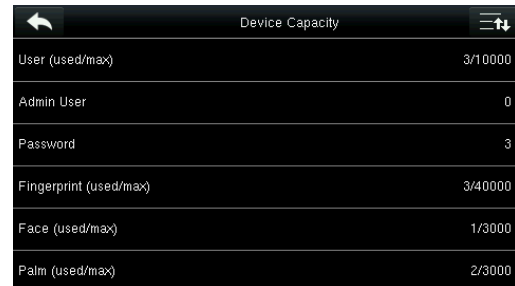 Device Capacity
User (used/max) 3/10000
Admin User 0
Password 3
Fingerprint (used/max) 3/40000
Face (used/max) 1/3000
Palm (used/max) 2/3000